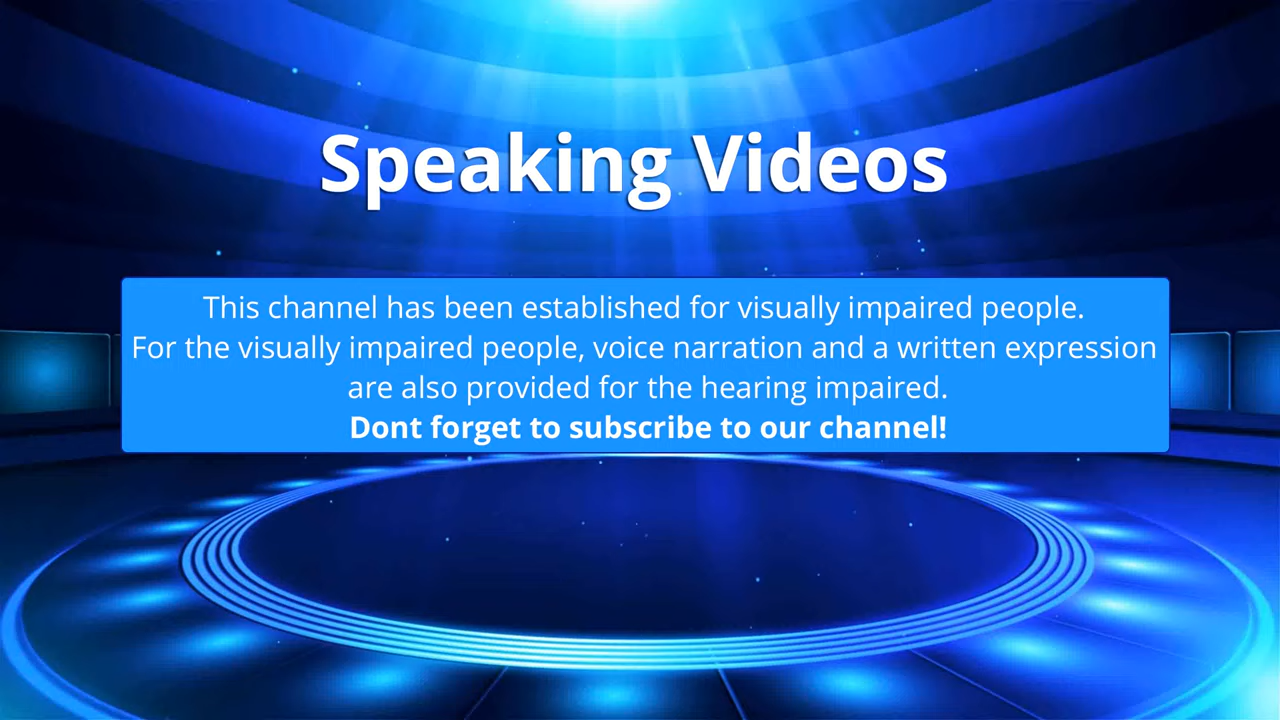 Speaking Videos
This channel has been established for visually impaired people.
For the visually impaired people, voice narration and a written expression
are also provided for the hearing impaired.
Dont forget to subscribe to our channel!